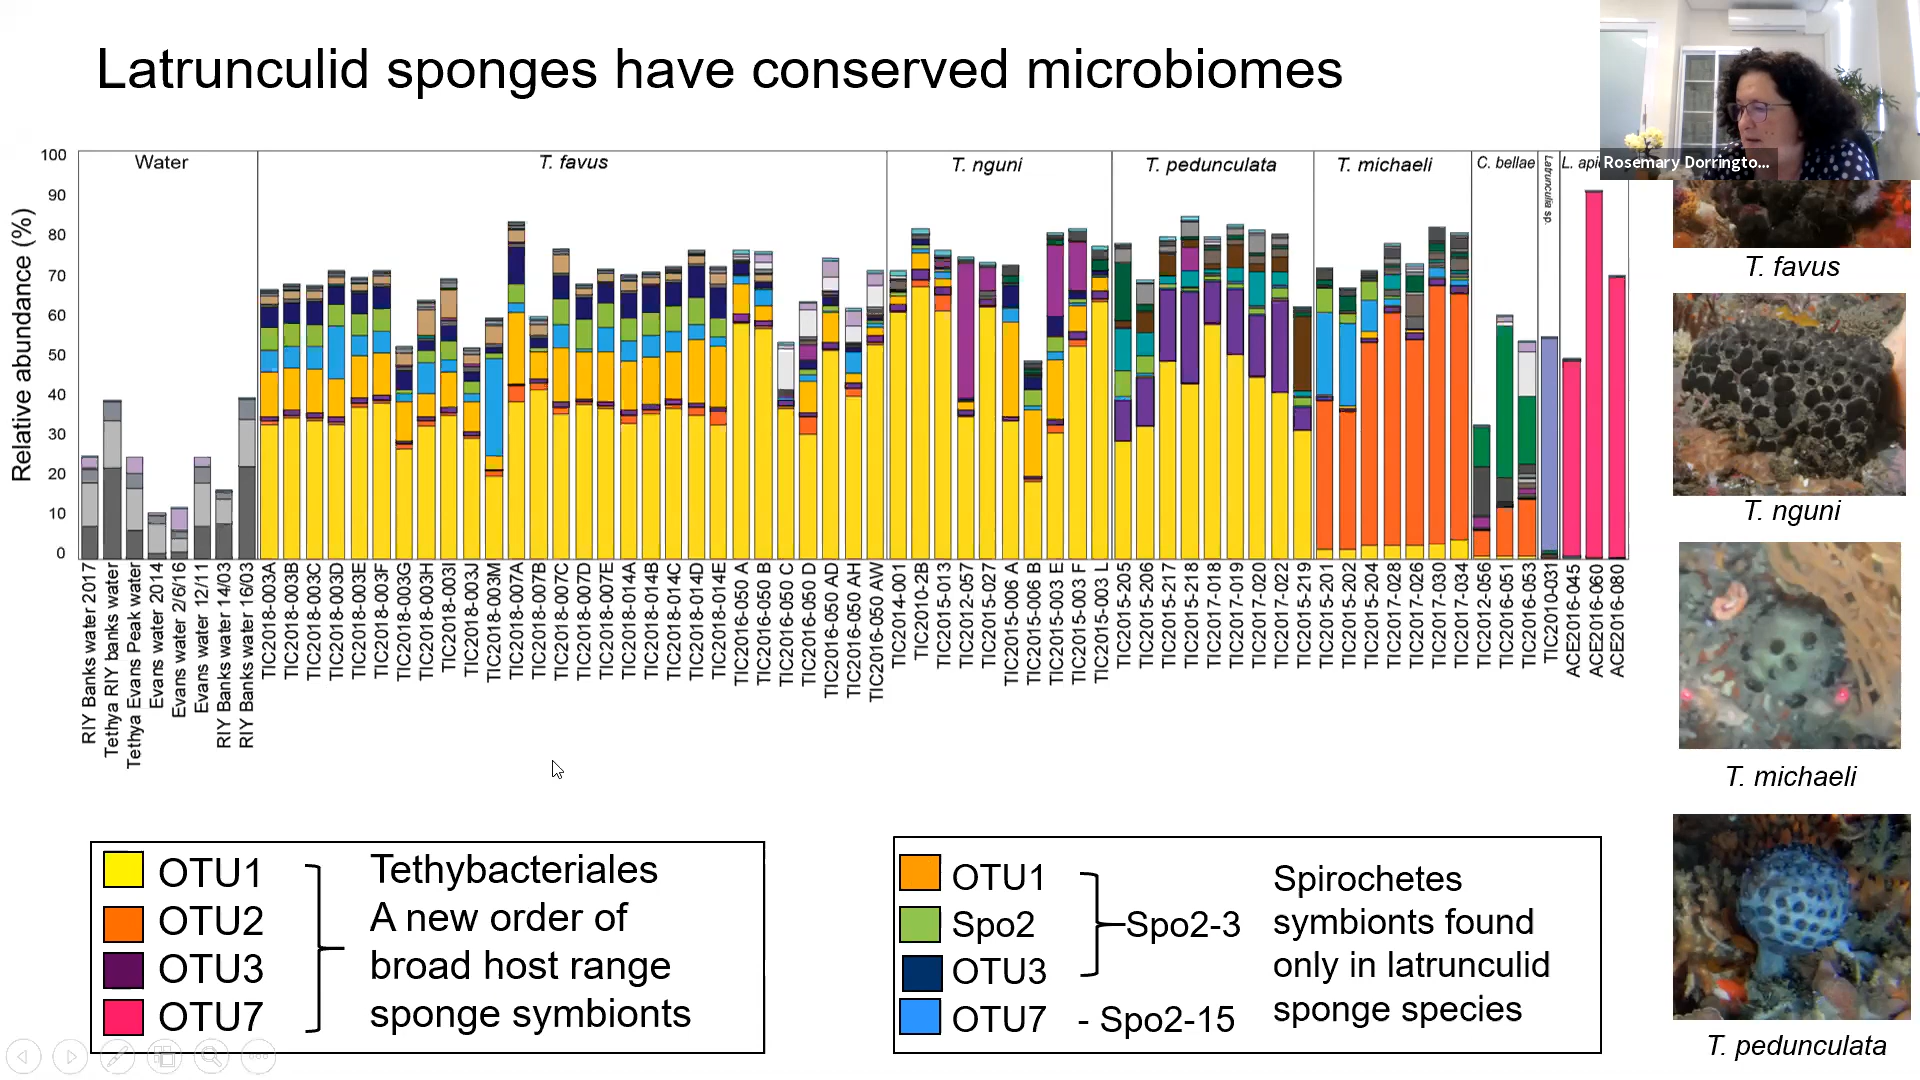 Latrunculid sponges have conserved microbiomes
Rosemary Dorringto...
Relative abundance (%)
100
90
80
70
60
50
40
30
20
10
0
Water
T. favus
T. nguni
T. pedunculata
T. michaeli
C. bellae
Latrunculia sp.
L. api
RIY Banks water 2017
Tethya RIY banks water
Tethya Evans Peak water
Evans water 2014
Evans water 2/6/16
Evans water 12/11
RIY Banks water 14/03
RIY Banks water 16/03
TIC2018-003A
TIC2018-003B
TIC2018-003C
TIC2018-003D
TIC2018-003E
TIC2018-003F
TIC2018-003G
TIC2018-003H
TIC2018-003I
TIC2018-003J
TIC2018-003M
TIC2018-007A
TIC2018-007B
TIC2018-007C
TIC2018-007D
TIC2018-007E
TIC2018-014A
TIC2018-014B
TIC2018-014C
TIC2018-014D
TIC2018-014E
TIC2016-050 A
TIC2016-050 B
TIC2016-050 C
TIC2016-050 D
TIC2016-050 AD
TIC2016-050 AH
TIC2016-050 AW
TIC2014-001
TIC2010-2B
TIC2015-013
TIC2012-057
TIC2015-027
TIC2015-006 A
TIC2015-006 B
TIC2015-003 E
TIC2015-003 F
TIC2015-003 L
TIC2015-205
TIC2015-206
TIC2015-217
TIC2015-218
TIC2017-018
TIC2017-019
TIC2017-020
TIC2017-022
TIC2015-219
TIC2015-201
TIC2015-202
TIC2015-204
TIC2017-028
TIC2017-026
TIC2017-030
TIC2017-034
TIC2012-056
TIC2016-051
TIC2016-053
TIC2010-031
ACE2016-045
ACE2016-060
ACE2016-080
T. favus
T. nguni
T. michaeli
T. pedunculata
OTU1
OTU2
OTU3
OTU7
Tethybacteriales
A new order of
broad host range
sponge symbionts
OTU1
Spo2
OTU3
OTU7 - Spo2-15
Spo2-3
Spirochetes
symbionts found
only in latrunculid
sponge species